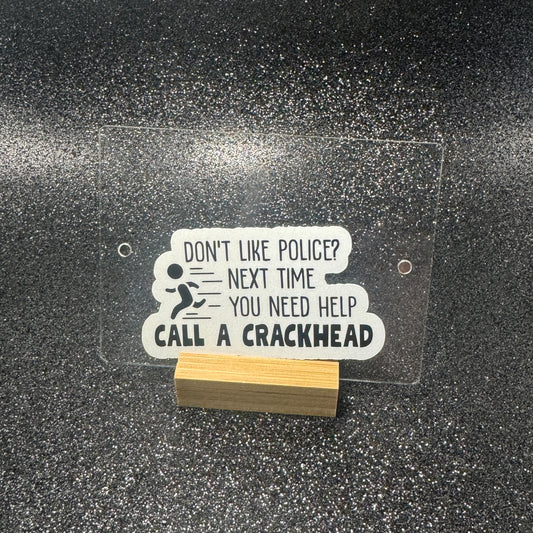 DON'T LIKE POLICE?
NEXT TIME
YOU NEED HELP
CALL A CRACKHEAD